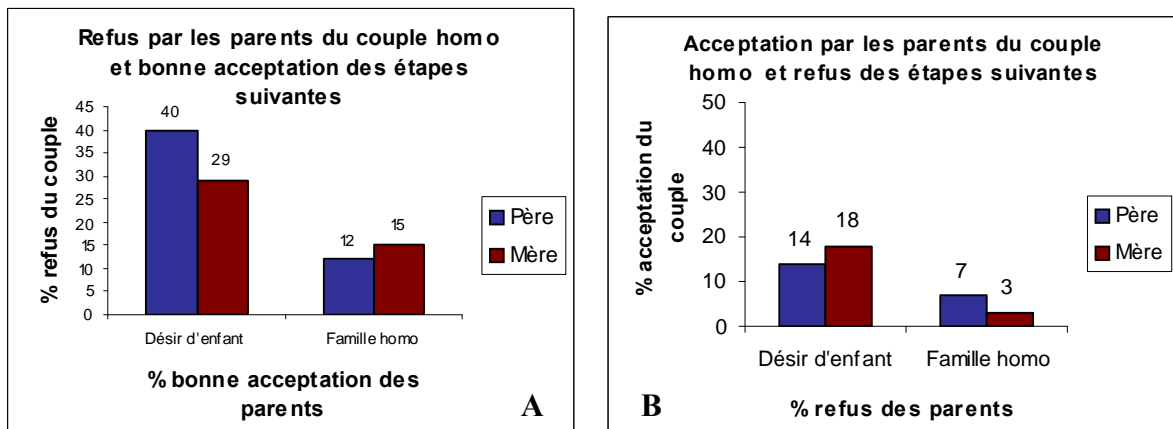 Refus par les parents du couple homo
et bonne acceptation des étapes
suivantes
% refus du couple
45
40
35
30
25
20
15
10
5
0
40
29
12
15
Désir d'enfant
Famille homo
Père
Mère
% bonne acceptation des
parents
A
Acceptation par les parents du couple
homo et refus des étapes suivantes
% acceptation du
couple
50
40
30
20
10
0
14
18
7
3
Désir d'enfant
Famille homo
Père
Mère
B
% refus des parents